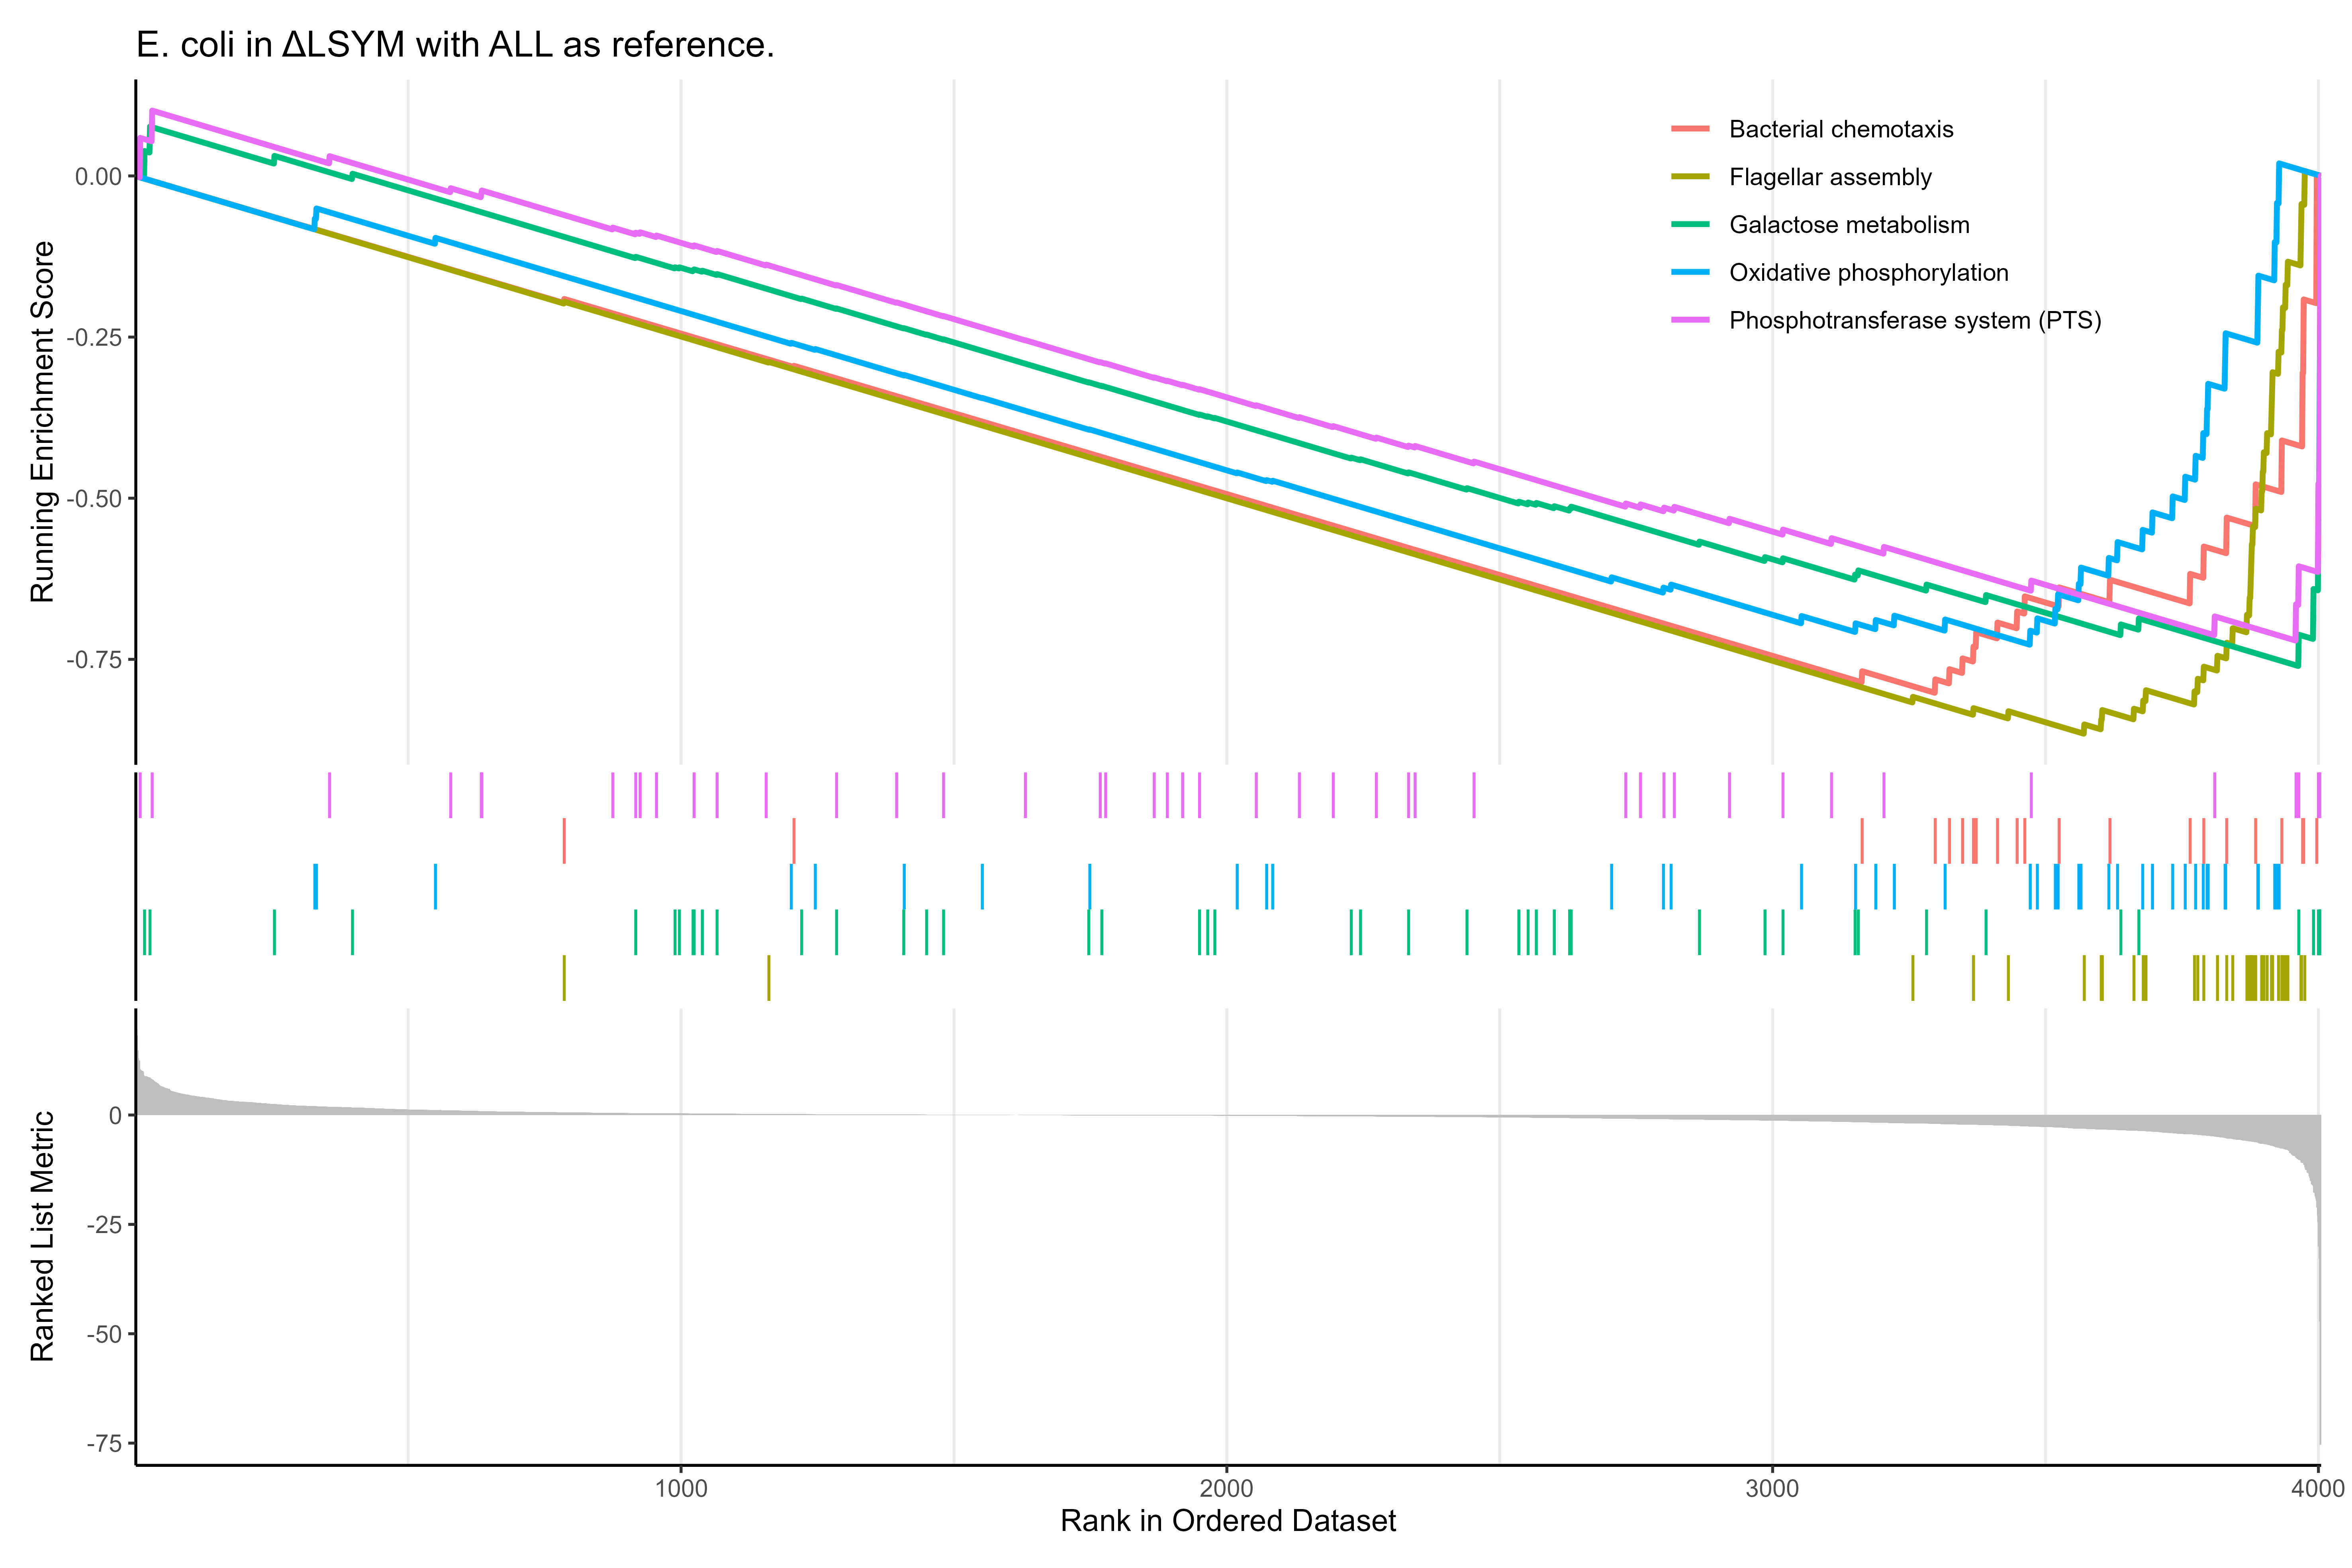 E. coli in ΔLSYM with ALL as reference.
Running Enrichment Score
0.00
-0.25
-0.50
-0.75
Bacterial chemotaxis
Flagellar assembly
Galactose metabolism
Oxidative phosphorylation
Phosphotransferase system (PTS)
Ranked List Metric
0
-25
-50
-75
1000
2000
3000
4000
Rank in Ordered Dataset